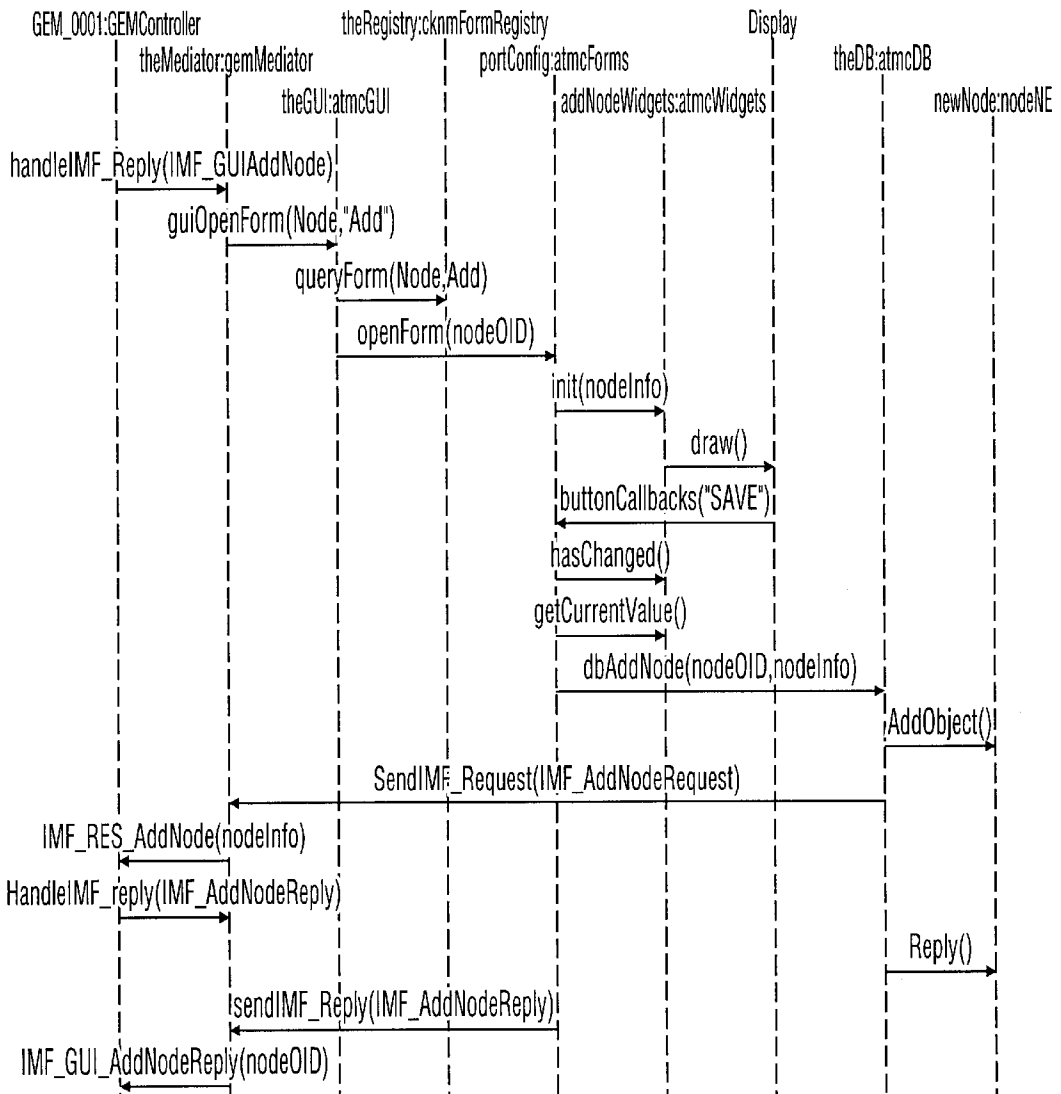 GEM_0001:GEMController
theRegistry:cknmFormRegistry
Display
theMediator:gemMediator
portConfig:atmcForms
theDB:atmcDB
theGUI:atmcGUI
addNodeWidgets:atmcWidgets
newNode:nodeNE
handleIMF_Reply(IMF_GUIAddNode)
guiOpenForm(Node,"Add")
queryForm(Node,Add)
openForm(nodeOID)
init(nodeInfo)
draw()
buttonCallbacks("SAVE")
hasChanged()
getCurrentValue()
dbAddNode(nodeOID,nodeInfo)
AddObject()
SendIMF_Request(IMF_AddNodeRequest)
IMF_RES_AddNode(nodeInfo)
HandleIMF_reply(IMF_AddNodeReply)
Reply()
sendIMF_Reply(IMF_AddNodeReply)
IMF_GUI_AddNodeReply(nodeOID)